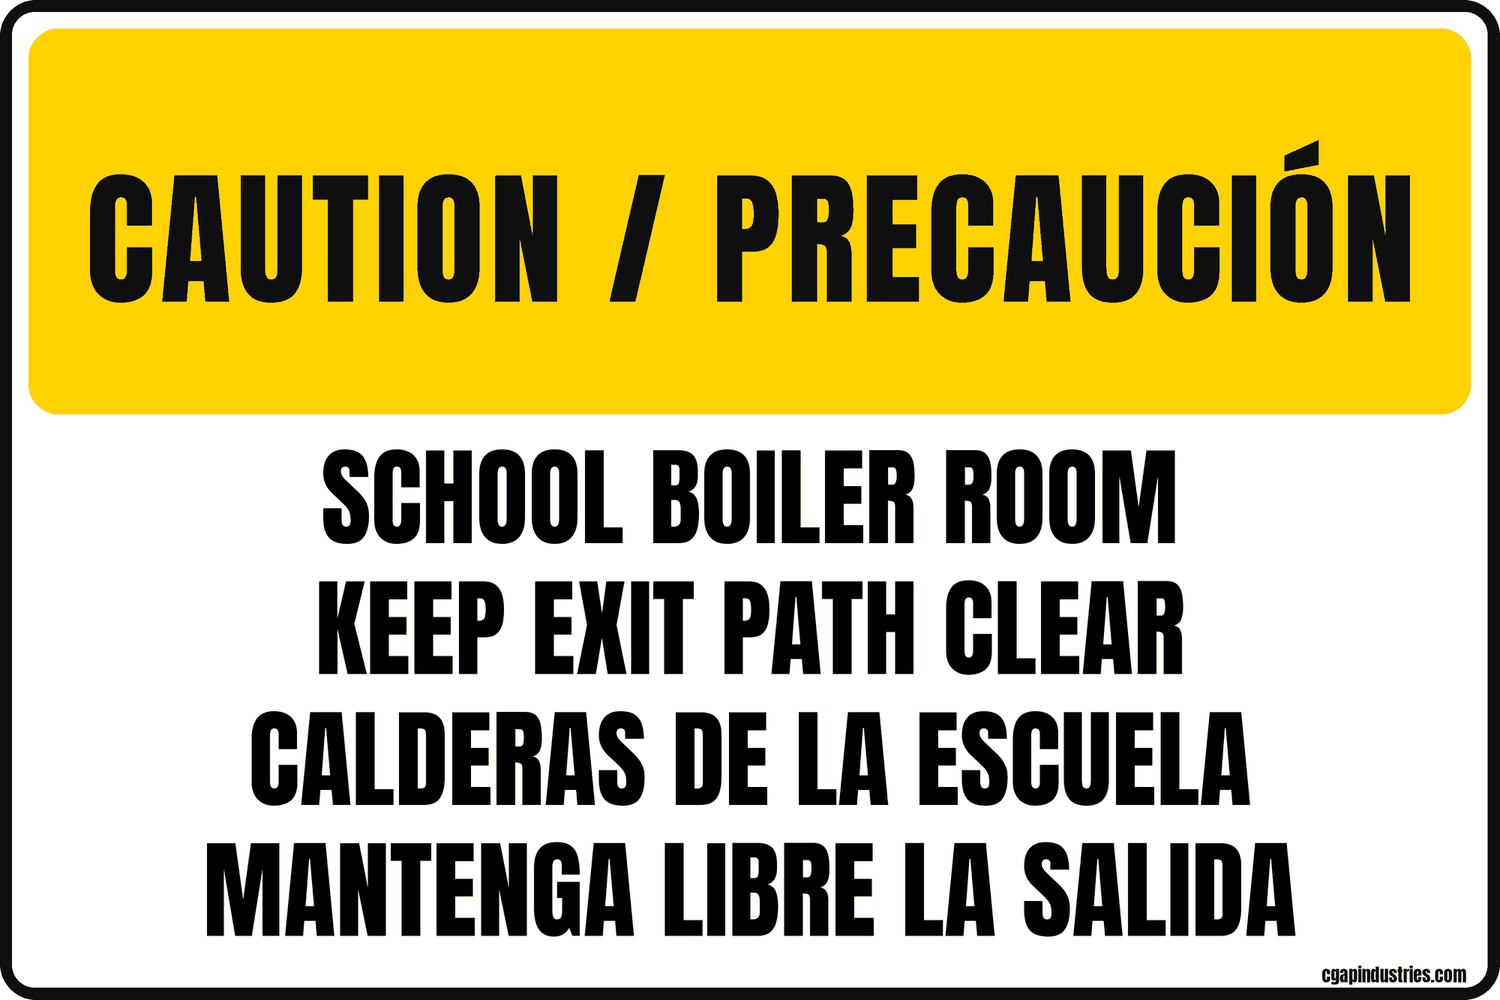 CAUTION / PRECAUCIÓN
SCHOOL BOILER ROOM
KEEP EXIT PATH CLEAR
CALDERAS DE LA ESCUELA
MANTENGA LIBRE LA SALIDA
cgapindustries.com